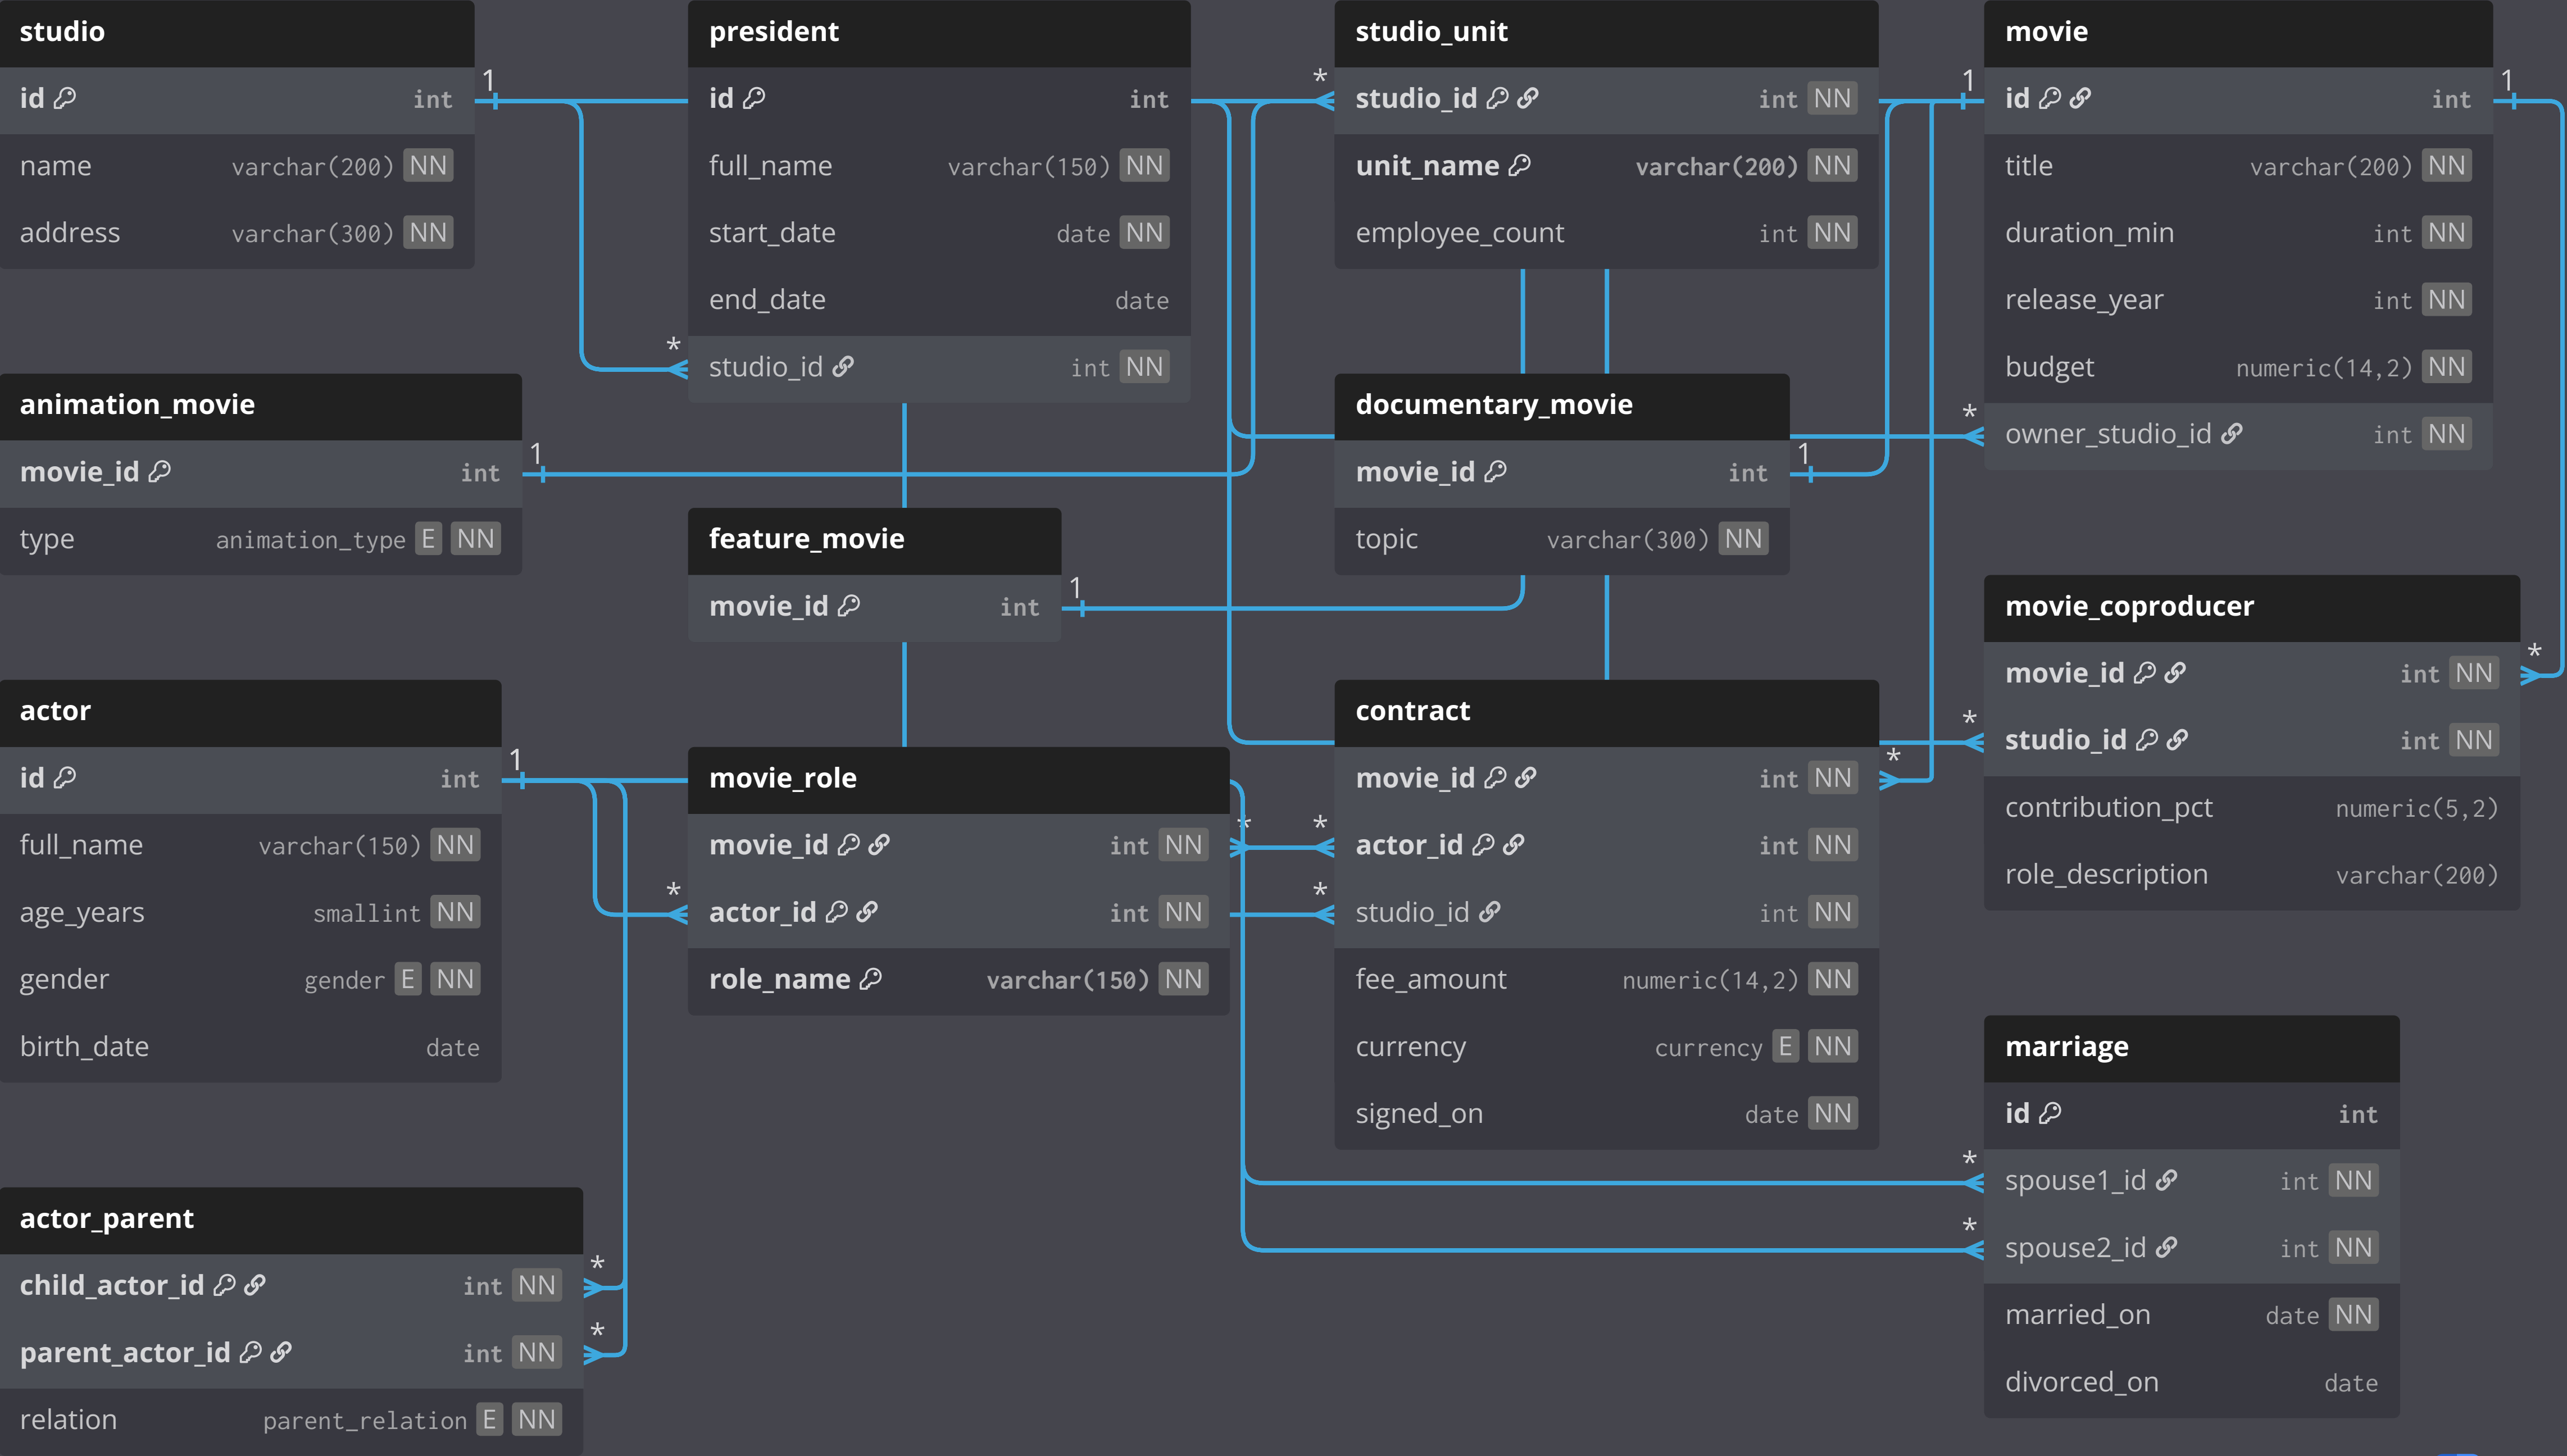 studio
id int
name varchar(200) NN
address varchar(300) NN
president
id int
full_name varchar(150) NN
start_date date NN
end_date date
studio_id int NN
studio_unit
studio_id int NN
unit_name varchar(200) NN
employee_count int NN
movie
id int
title varchar(200) NN
duration_min int NN
release_year int NN
budget numeric(14,2) NN
owner_studio_id int NN
animation_movie
movie_id int
type animation_type E NN
feature_movie
movie_id int
documentary_movie
movie_id int
topic varchar(300) NN
movie_coproducer
movie_id int NN
studio_id int NN
contribution_pct numeric(5,2)
role_description varchar(200)
actor
id int
full_name varchar(150) NN
age_years smallint NN
gender gender E NN
birth_date date
movie_role
movie_id int NN
actor_id int NN
role_name varchar(150) NN
contract
movie_id int NN
actor_id int NN
studio_id int NN
fee_amount numeric(14,2) NN
currency currency E NN
signed_on date NN
marriage
id int
spouse1_id int NN
spouse2_id int NN
married_on date NN
divorced_on date
actor_parent
child_actor_id int NN
parent_actor_id int NN
relation parent_relation E NN
1
*
*
1
1
*
1
1
1
*
*
1
*
*
*
*
*
*
*
*
*